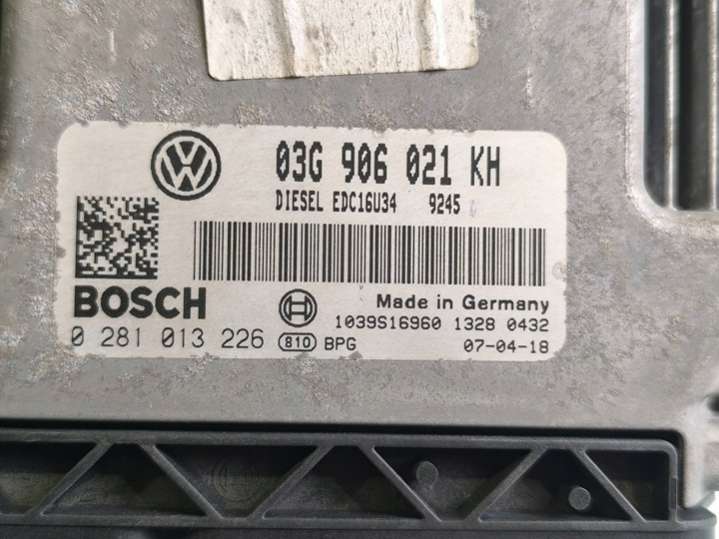 03G 906 021 KH
DIESEL EDC16U34 9245
BOSCH
Made in Germany
1039S16960 1328 0432
0 281 013 226 810 BPG 07-04-18